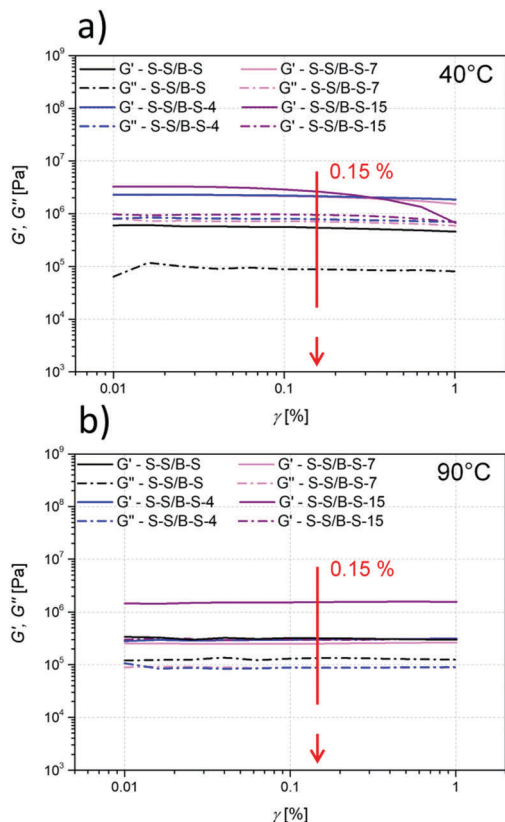 a)
40°C
G' - S-S/B-S
G'' - S-S/B-S
G' - S-S/B-S-4
G'' - S-S/B-S-4
G' - S-S/B-S-7
G'' - S-S/B-S-7
G' - S-S/B-S-15
G'' - S-S/B-S-15
0.15 %
G', G'' [Pa]
10⁹
10⁸
10⁷
10⁶
10⁵
10⁴
10³
0.01 0.1 1
γ [%]
b)
90°C
G' - S-S/B-S
G'' - S-S/B-S
G' - S-S/B-S-4
G'' - S-S/B-S-4
G' - S-S/B-S-7
G'' - S-S/B-S-7
G' - S-S/B-S-15
G'' - S-S/B-S-15
0.15 %
G', G'' [Pa]
10⁹
10⁸
10⁷
10⁶
10⁵
10⁴
10³
0.01 0.1 1
γ [%]